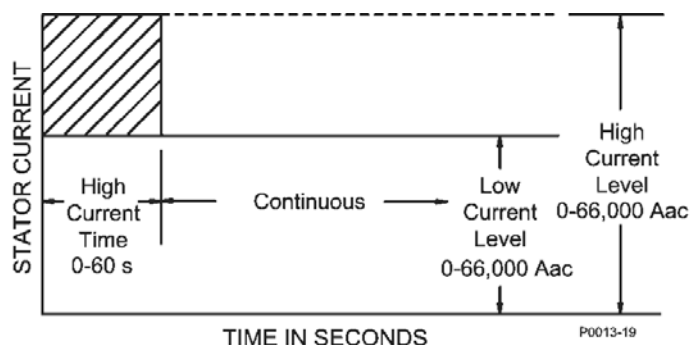 STATOR CURRENT
High
Current
Time
0-60 s
Continuous
Low
Current
Level
0-66,000 Aac
High
Current
Level
0-66,000 Aac
TIME IN SECONDS
P0013-19